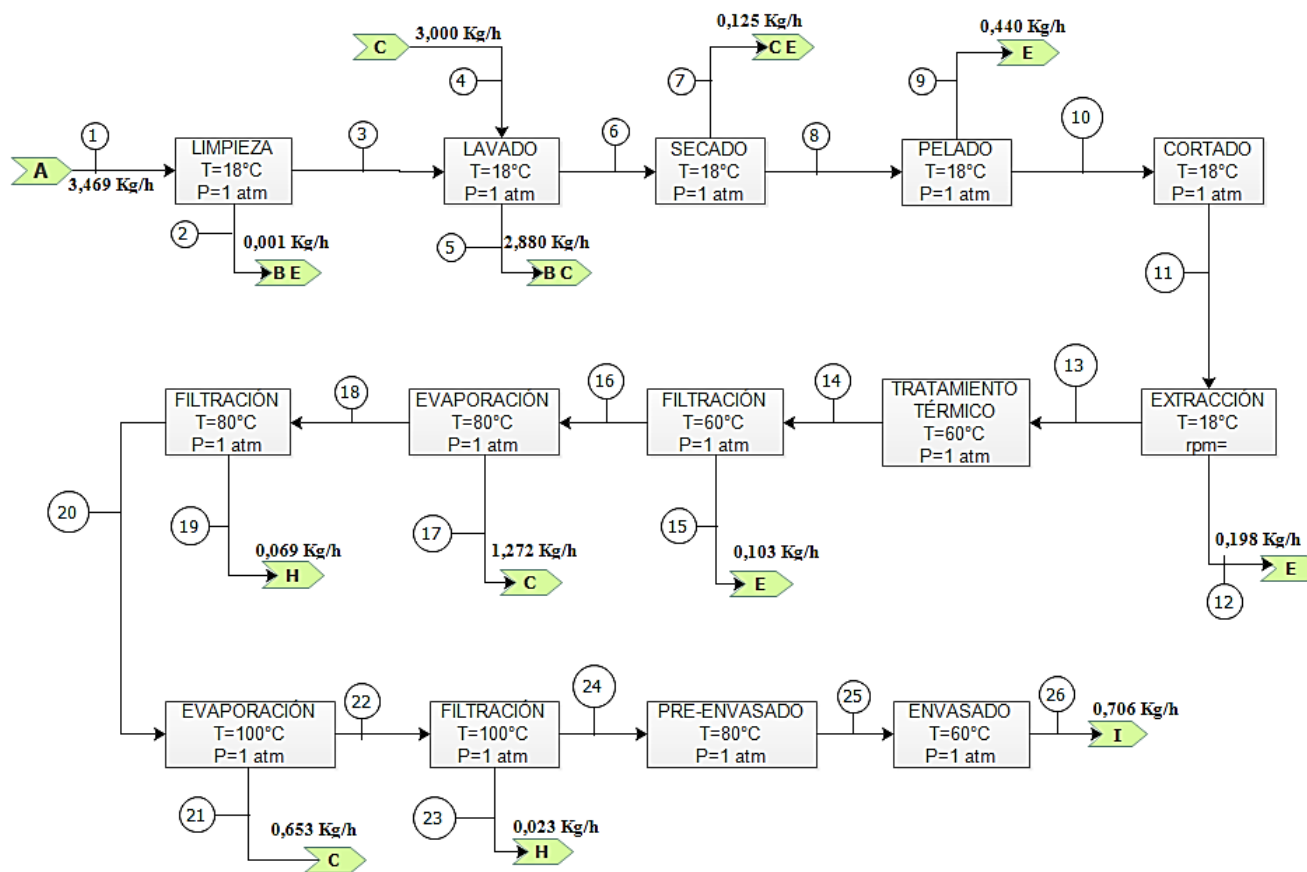 C
3,000 Kg/h
4
0,125 Kg/h
C E
7
0,440 Kg/h
E
9
1
A
3,469 Kg/h
LIMPIEZA
T=18°C
P=1 atm
3
LAVADO
T=18°C
P=1 atm
6
SECADO
T=18°C
P=1 atm
8
PELADO
T=18°C
P=1 atm
10
CORTADO
T=18°C
P=1 atm
2
0,001 Kg/h
B E
5
2,880 Kg/h
B C
11
FILTRACIÓN
T=80°C
P=1 atm
18
EVAPORACIÓN
T=80°C
P=1 atm
16
FILTRACIÓN
T=60°C
P=1 atm
14
TRATAMIENTO
TÉRMICO
T=60°C
P=1 atm
13
EXTRACCIÓN
T=18°C
rpm=
20
19
0,069 Kg/h
H
17
1,272 Kg/h
C
15
0,103 Kg/h
E
0,198 Kg/h
E
12
EVAPORACIÓN
T=100°C
P=1 atm
22
FILTRACIÓN
T=100°C
P=1 atm
24
PRE-ENVASADO
T=80°C
P=1 atm
25
ENVASADO
T=60°C
P=1 atm
26
0,706 Kg/h
I
21
0,653 Kg/h
C
23
0,023 Kg/h
H